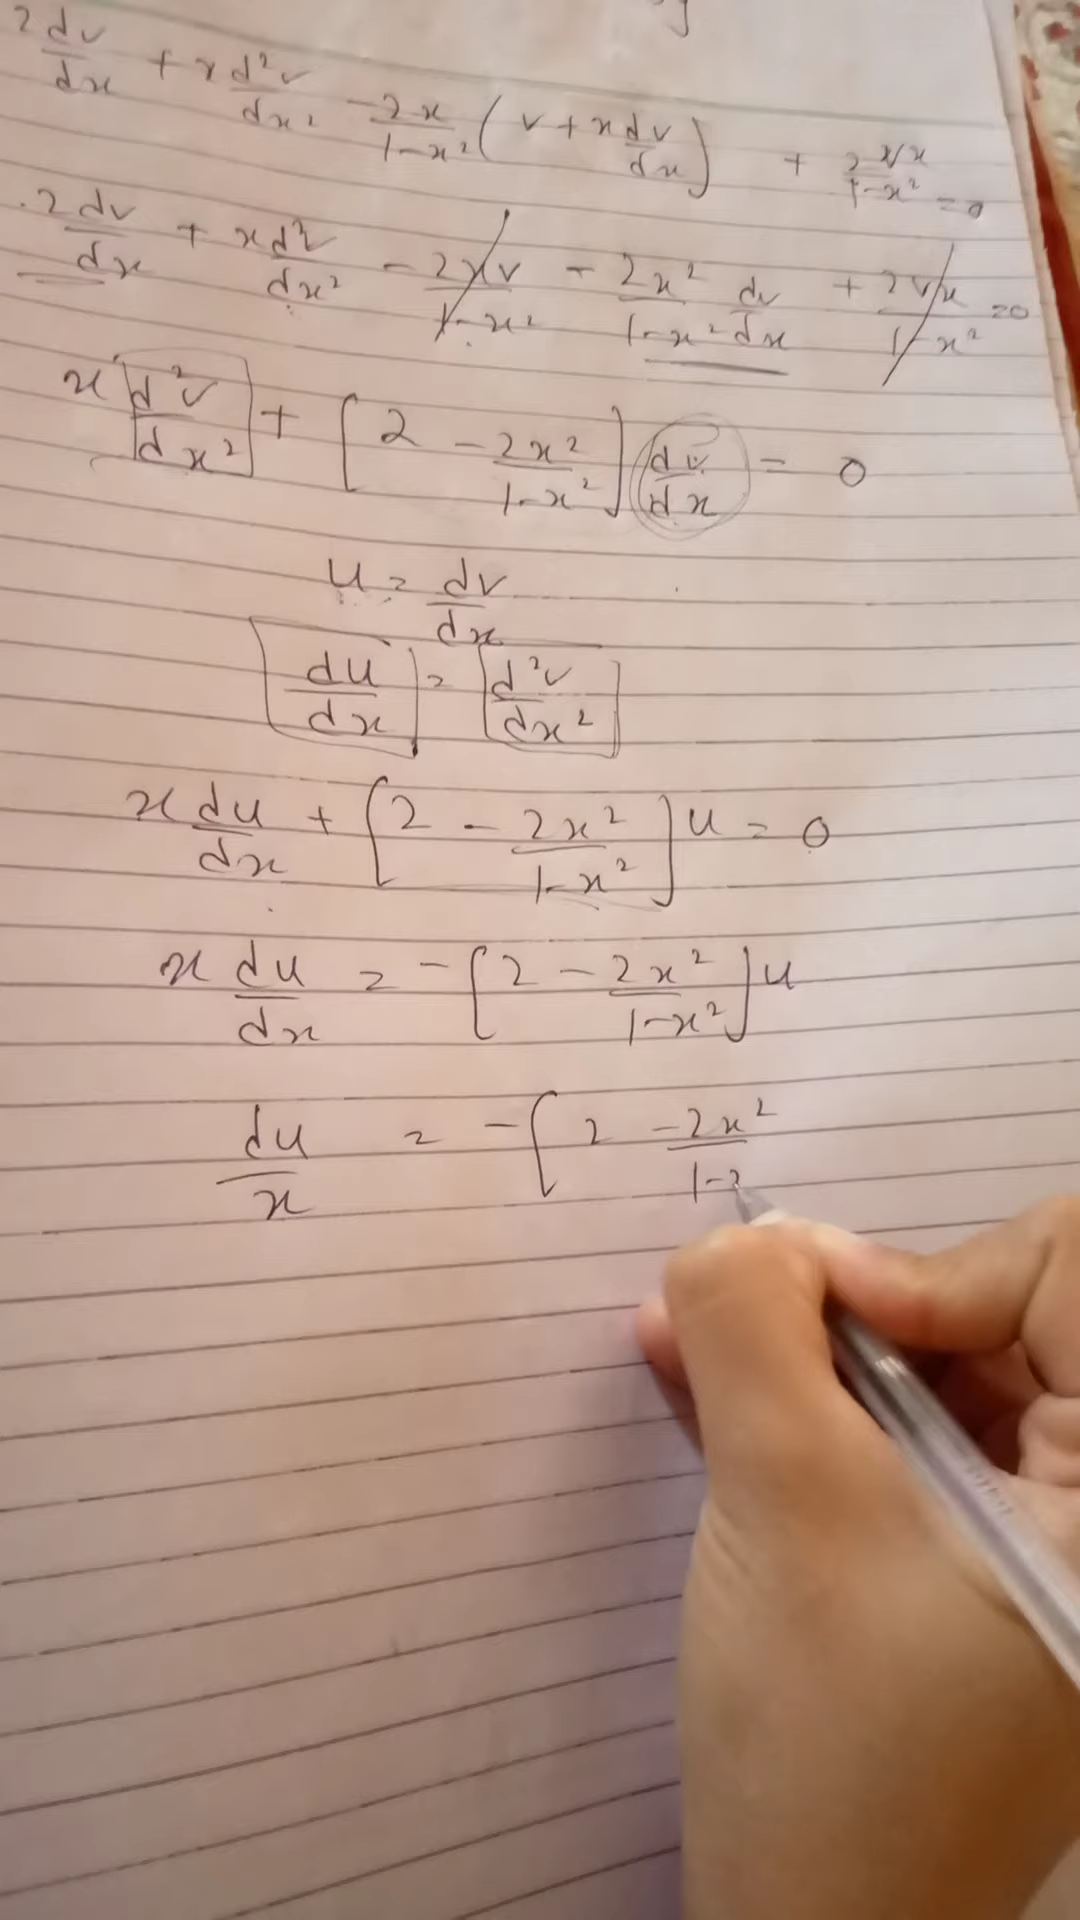 2 dv/dx + x d²v/dx² - 2x/1-x² ( v + x dv/dx ) + 2vx/1-x² = 0
2 dv/dx + x d²v/dx² - 2xv/1-x² - 2x²/1-x² dv/dx + 2vx/1-x² = 0
x d²v/dx² + [ 2 - 2x²/1-x² ] dv/dx = 0
u = dv/dx
du/dx = d²v/dx²
x du/dx + [ 2 - 2x²/1-x² ] u = 0
x du/dx = - [ 2 - 2x²/1-x² ] u
du/x = - [ 2 - 2x²/1-